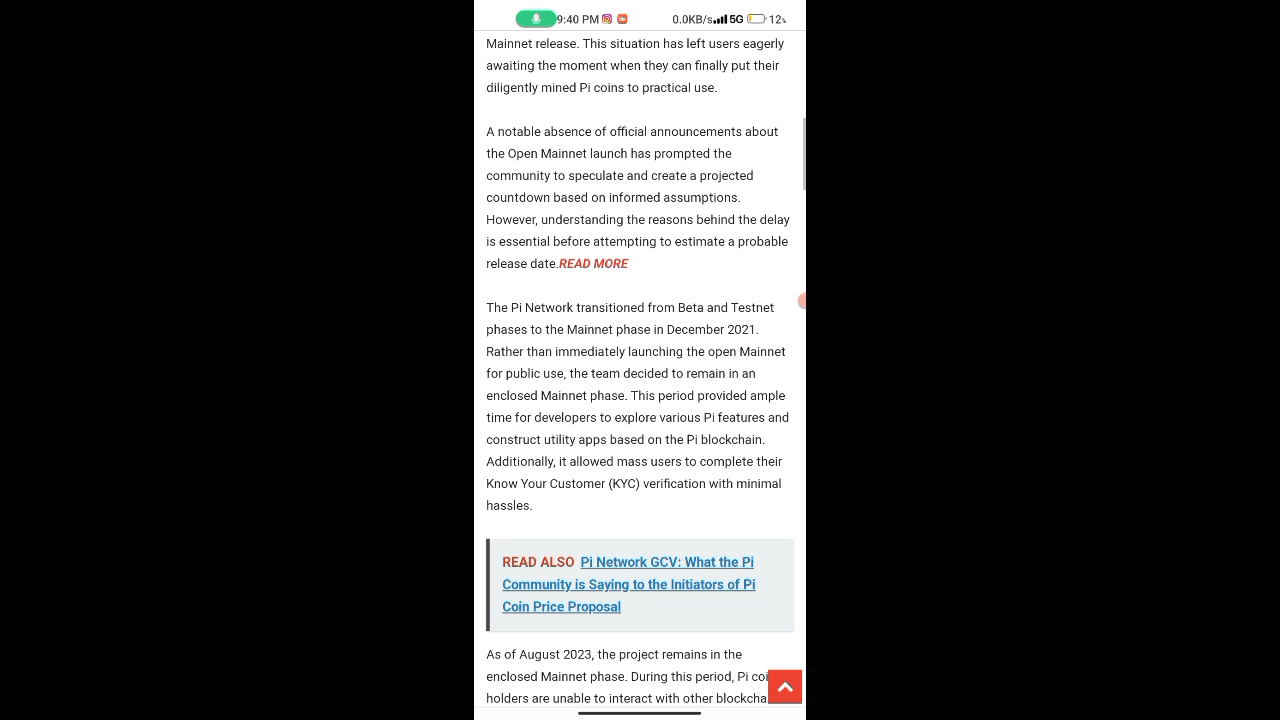 9:40 PM 0.0KB/s 5G 12%
Mainnet release. This situation has left users eagerly
awaiting the moment when they can finally put their
diligently mined Pi coins to practical use.
A notable absence of official announcements about
the Open Mainnet launch has prompted the
community to speculate and create a projected
countdown based on informed assumptions.
However, understanding the reasons behind the delay
is essential before attempting to estimate a probable
release date.READ MORE
The Pi Network transitioned from Beta and Testnet
phases to the Mainnet phase in December 2021.
Rather than immediately launching the open Mainnet
for public use, the team decided to remain in an
enclosed Mainnet phase. This period provided ample
time for developers to explore various Pi features and
construct utility apps based on the Pi blockchain.
Additionally, it allowed mass users to complete their
Know Your Customer (KYC) verification with minimal
hassles.
READ ALSO Pi Network GCV: What the Pi
Community is Saying to the Initiators of Pi
Coin Price Proposal
As of August 2023, the project remains in the
enclosed Mainnet phase. During this period, Pi coi
holders are unable to interact with other blockcha